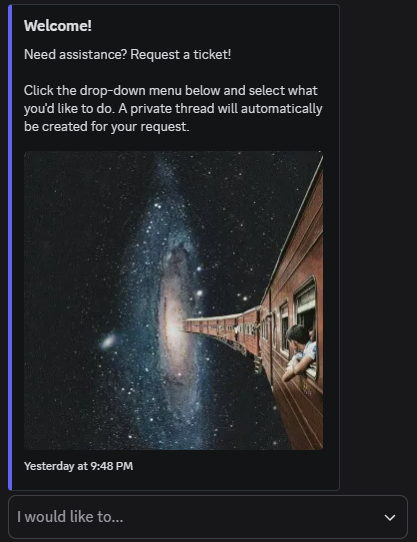 Welcome!
Need assistance? Request a ticket!
Click the drop-down menu below and select what
you'd like to do. A private thread will automatically
be created for your request.
Yesterday at 9:48 PM
I would like to...